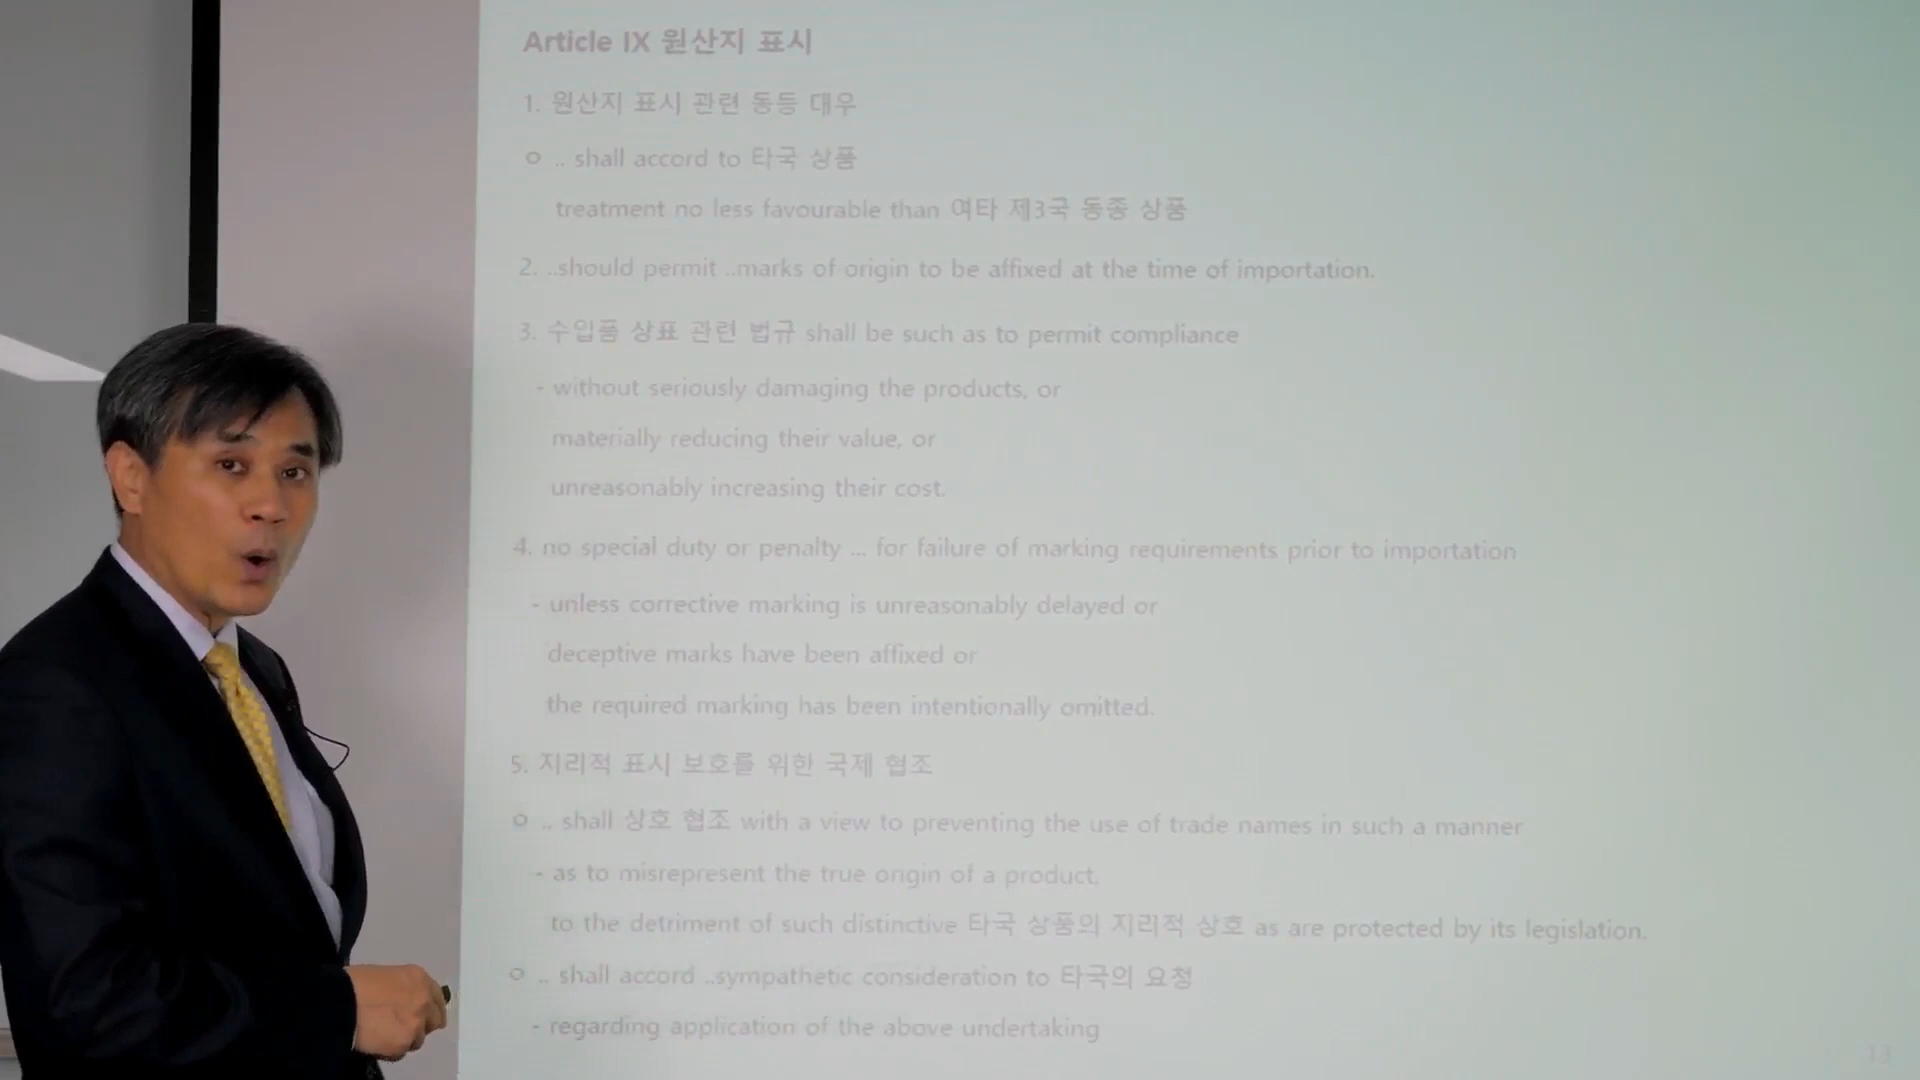 Article IX 원산지 표시
1. 원산지 표시 관련 동등 대우
ㅇ .. shall accord to 타국 상품
treatment no less favourable than 여타 제3국 동종 상품
2. ..should permit ..marks of origin to be affixed at the time of importation.
3. 수입품 상표 관련 법규 shall be such as to permit compliance
- without seriously damaging the products, or
materially reducing their value, or
unreasonably increasing their cost.
4. no special duty or penalty ... for failure of marking requirements prior to importation
- unless corrective marking is unreasonably delayed or
deceptive marks have been affixed or
the required marking has been intentionally omitted.
5. 지리적 표시 보호를 위한 국제 협조
ㅇ .. shall 상호 협조 with a view to preventing the use of trade names in such a manner
- as to misrepresent the true origin of a product,
to the detriment of such distinctive 타국 상품의 지리적 상호 as are protected by its legislation.
ㅇ .. shall accord ..sympathetic consideration to 타국의 요청
- regarding application of the above undertaking
13